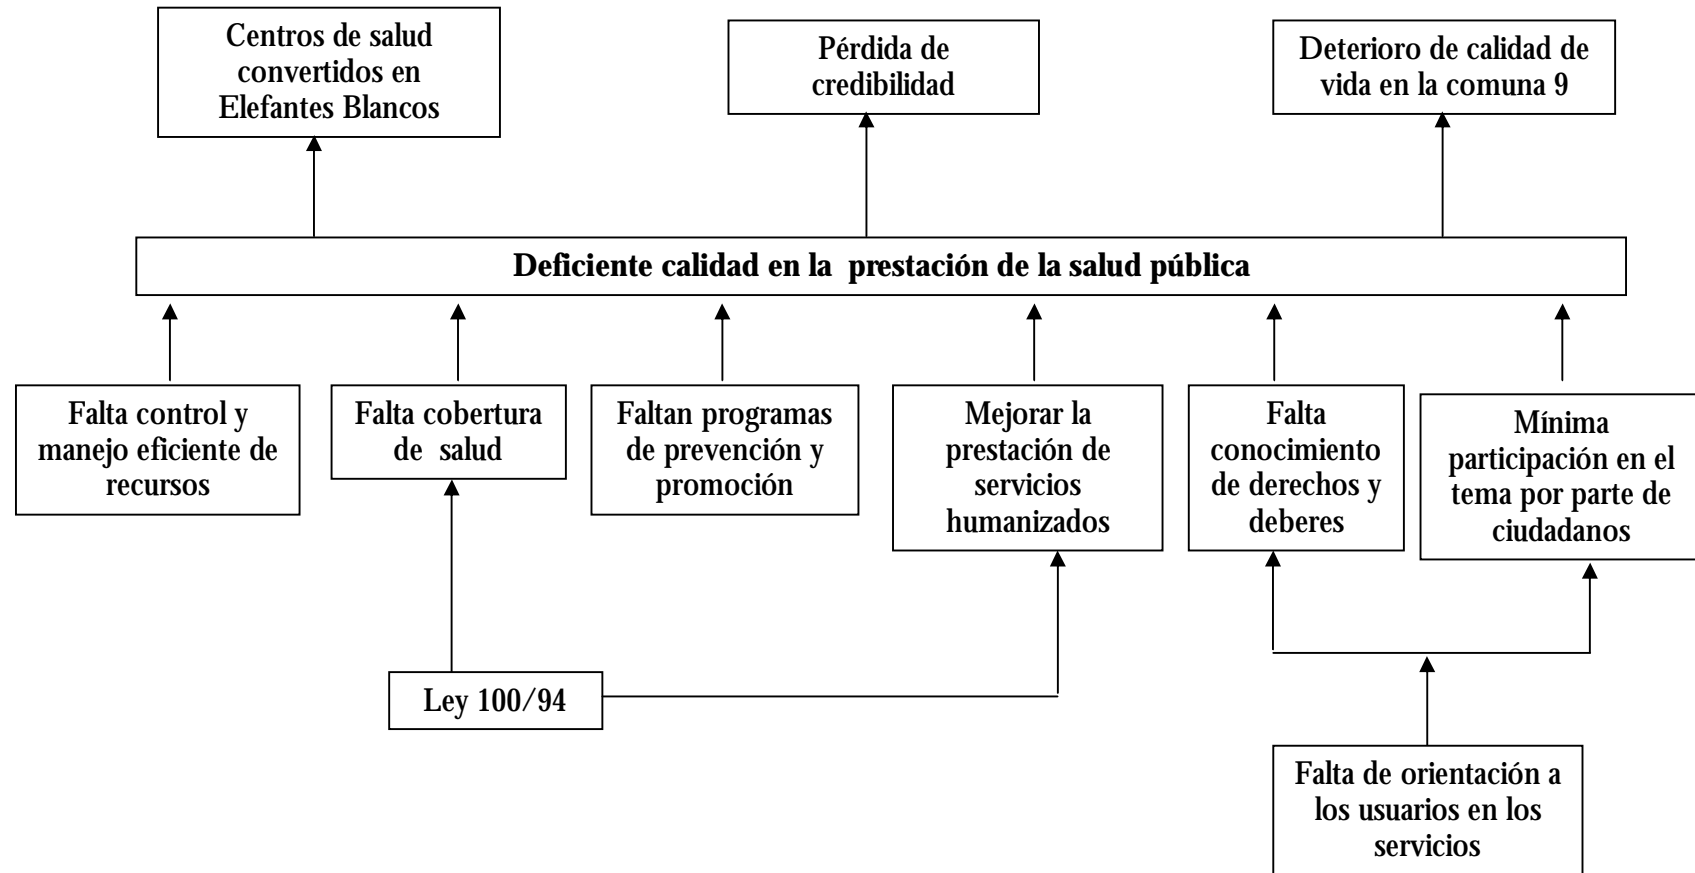 Centros de salud
convertidos en
Elefantes Blancos
Pérdida de
credibilidad
Deterioro de calidad de
vida en la comuna 9
Deficiente calidad en la prestación de la salud pública
Falta control y
manejo eficiente de
recursos
Falta cobertura
de salud
Faltan programas
de prevención y
promoción
Mejorar la
prestación de
servicios
humanizados
Falta
conocimiento
de derechos y
deberes
Mínima
participación en el
tema por parte de
ciudadanos
Ley 100/94
Falta de orientación a
los usuarios en los
servicios